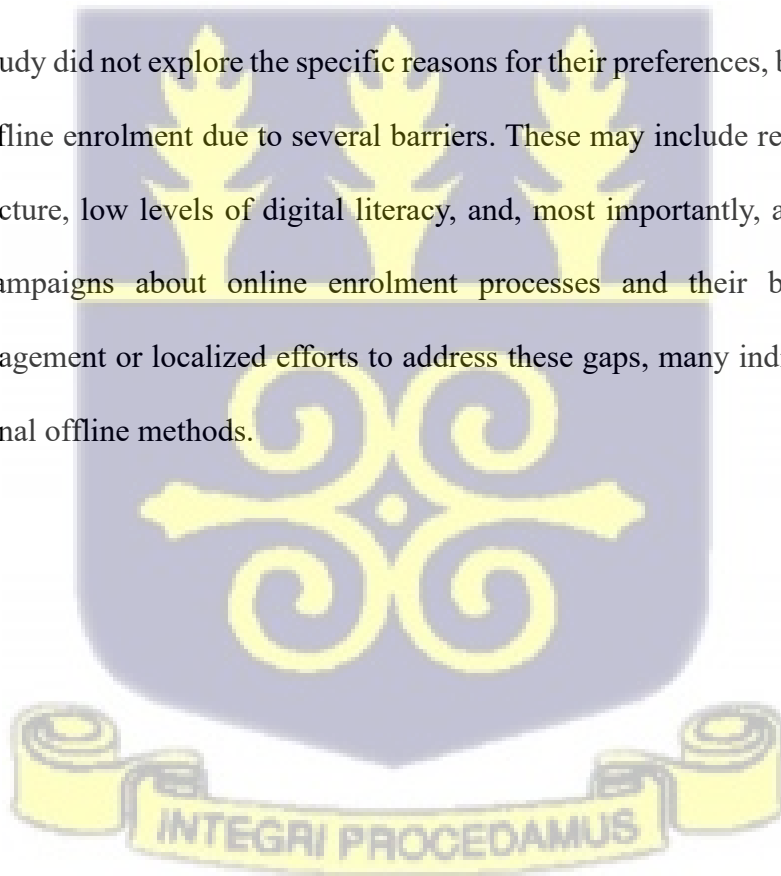 udy did not explore the specific reasons for their preferences, b
fline enrolment due to several barriers. These may include re
cture, low levels of digital literacy, and, most importantly, a
ampaigns about online enrolment processes and their b
agement or localized efforts to address these gaps, many ind
nal offline methods.
INTEGRI PROCEDAMUS